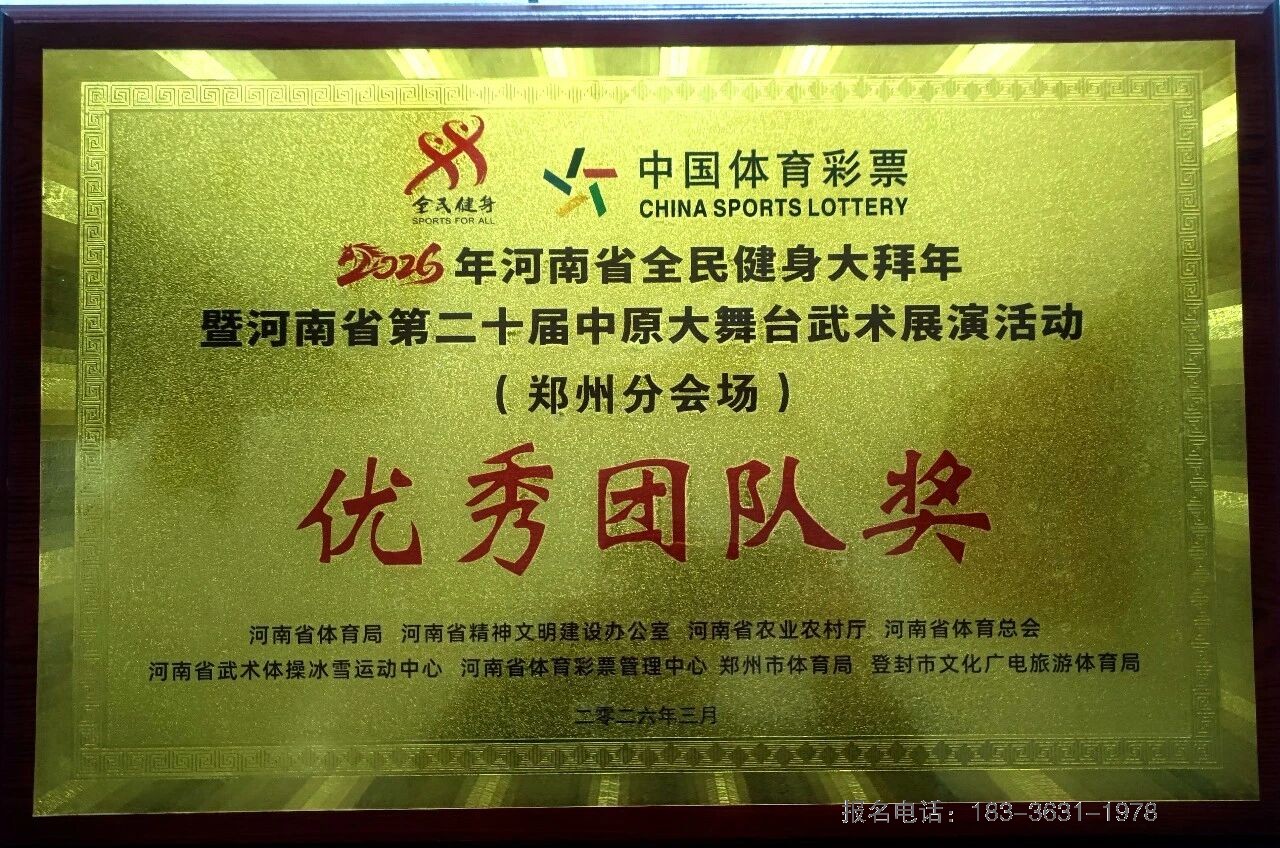 全民健身
SPORTS FOR ALL
中国体育彩票
CHINA SPORTS LOTTERY
2026年河南省全民健身大拜年
暨河南省第二十届中原大舞台武术展演活动
（郑州分会场）
优秀团队奖
河南省体育局 河南省精神文明建设办公室 河南省农业农村厅 河南省体育总会
河南省武术体操冰雪运动中心 河南省体育彩票管理中心 郑州市体育局 登封市文化广电旅游体育局
二零二六年三月
报名电话：183-3631-1978